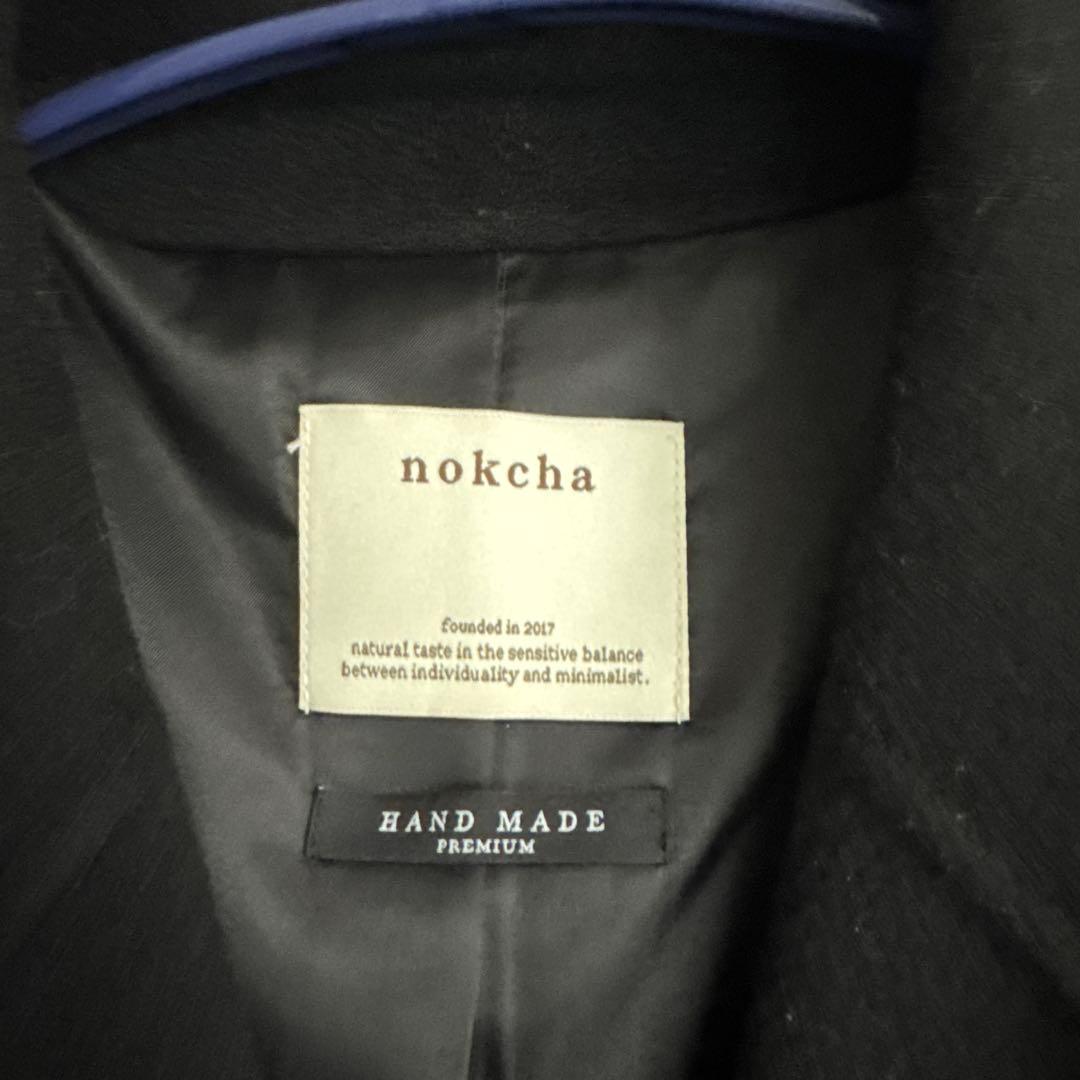 nokcha
founded in 2017
natural taste in the sensitive balance
between individuality and minimalist.
HAND MADE
PREMIUM